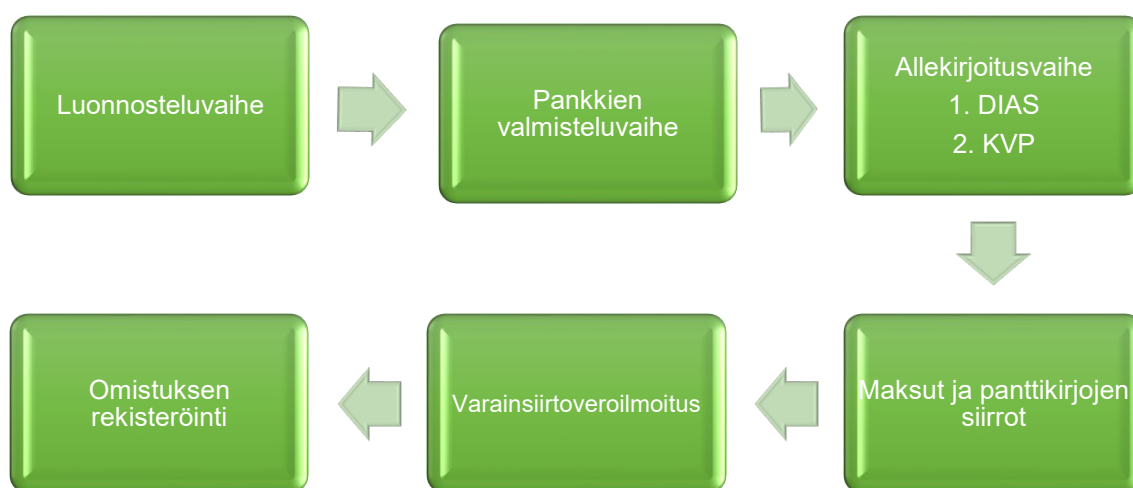 Luonnosteluvaihe
Pankkien
valmisteluvaihe
Allekirjoitusvaihe
1. DIAS
2. KVP
Maksut ja panttikirjojen
siirrot
Varainsiirtoveroilmoitus
Omistuksen
rekisteröinti